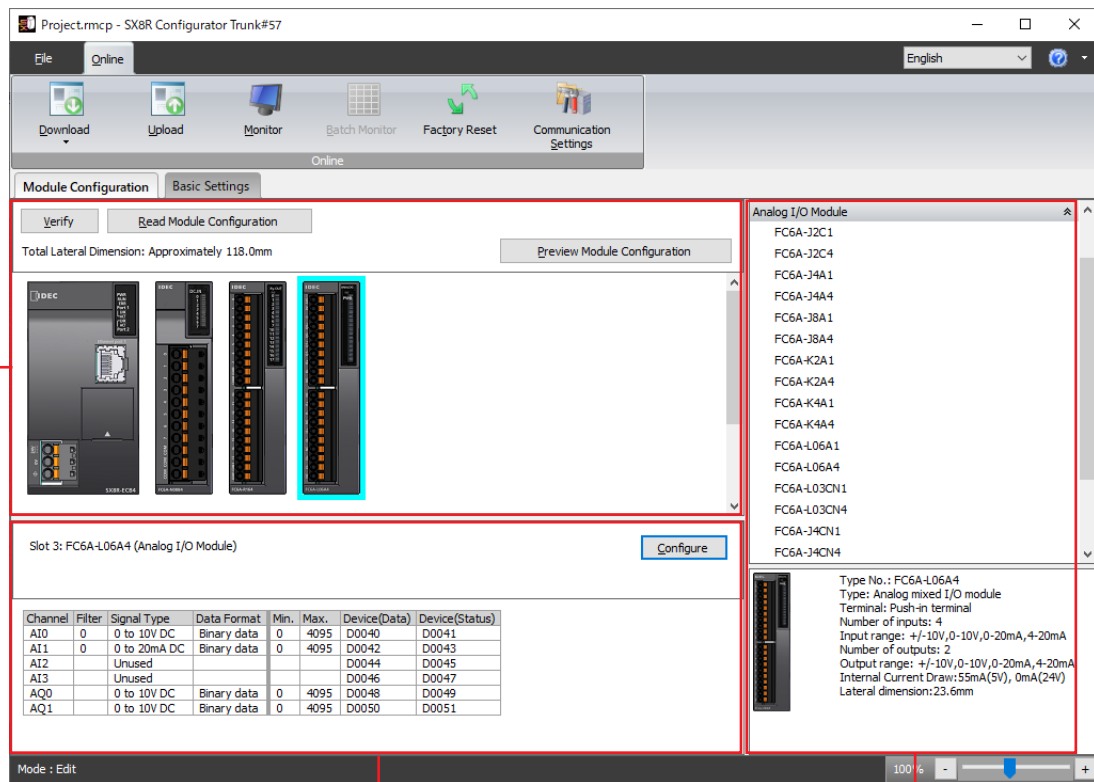 Project.rmcp - SX8R Configurator Trunk#57
File Online English
Download Upload Monitor Batch Monitor Factory Reset Communication
Settings
Online
Module Configuration Basic Settings
Verify Read Module Configuration
Total Lateral Dimension: Approximately 118.0mm Preview Module Configuration
IDEC IDEC IDEC IDEC
DC.IN
PWR
SX8R-ECB4
FC6A-L06A4
Slot 3: FC6A-L06A4 (Analog I/O Module) Configure
Channel Filter Signal Type Data Format Min. Max. Device(Data) Device(Status)
AI0 0 0 to 10V DC Binary data 0 4095 D0040 D0041
AI1 0 0 to 20mA DC Binary data 0 4095 D0042 D0043
AI2 Unused D0044 D0045
AI3 Unused D0046 D0047
AQ0 0 to 10V DC Binary data 0 4095 D0048 D0049
AQ1 0 to 10V DC Binary data 0 4095 D0050 D0051
Analog I/O Module
FC6A-J2C1
FC6A-J2C4
FC6A-J4A1
FC6A-J4A4
FC6A-J8A1
FC6A-J8A4
FC6A-K2A1
FC6A-K2A4
FC6A-K4A1
FC6A-K4A4
FC6A-L06A1
FC6A-L06A4
FC6A-L03CN1
FC6A-L03CN4
FC6A-J4CN1
FC6A-J4CN4
Type No.: FC6A-L06A4
Type: Analog mixed I/O module
Terminal: Push-in terminal
Number of inputs: 4
Input range: +/-10V,0-10V,0-20mA,4-20mA
Number of outputs: 2
Output range: +/-10V,0-10V,0-20mA,4-20mA
Internal Current Draw:55mA(5V), 0mA(24V)
Lateral dimension:23.6mm
Mode : Edit 100% - +